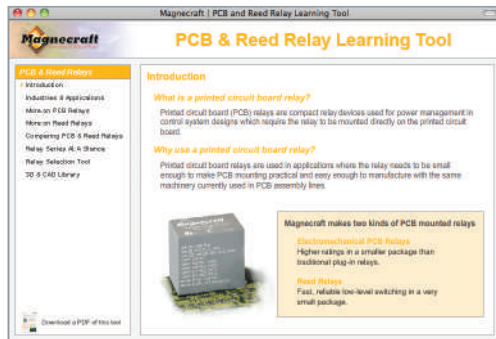 Magnecraft | PCB and Reed Relay Learning Tool
Magnecraft
PCB & Reed Relay Learning Tool
PCB & Reed Relays
Introduction
Industries & Applications
More on PCB Relays
More on Reed Relays
Comparing PCB & Reed Relays
Relay Series At A Glance
Relay Selection Tool
3D & CAD Library
Download a PDF of this tool
Introduction
What is a printed circuit board relay?
Printed circuit board (PCB) relays are compact relay devices used for power management in
control system designs which require the relay to be mounted directly on the printed circuit
board.
Why use a printed circuit board relay?
Printed circuit board relays are used in applications where the relay needs to be small
enough to make PCB mounting practical and easy enough to manufacture with the same
machinery currently used in PCB assembly lines.
Magnecraft
Magnecraft makes two kinds of PCB mounted relays
Electromechanical PCB Relays
Higher ratings in a smaller package than
traditional plug-in relays.
Reed Relays
Fast, reliable low-level switching in a very
small package.